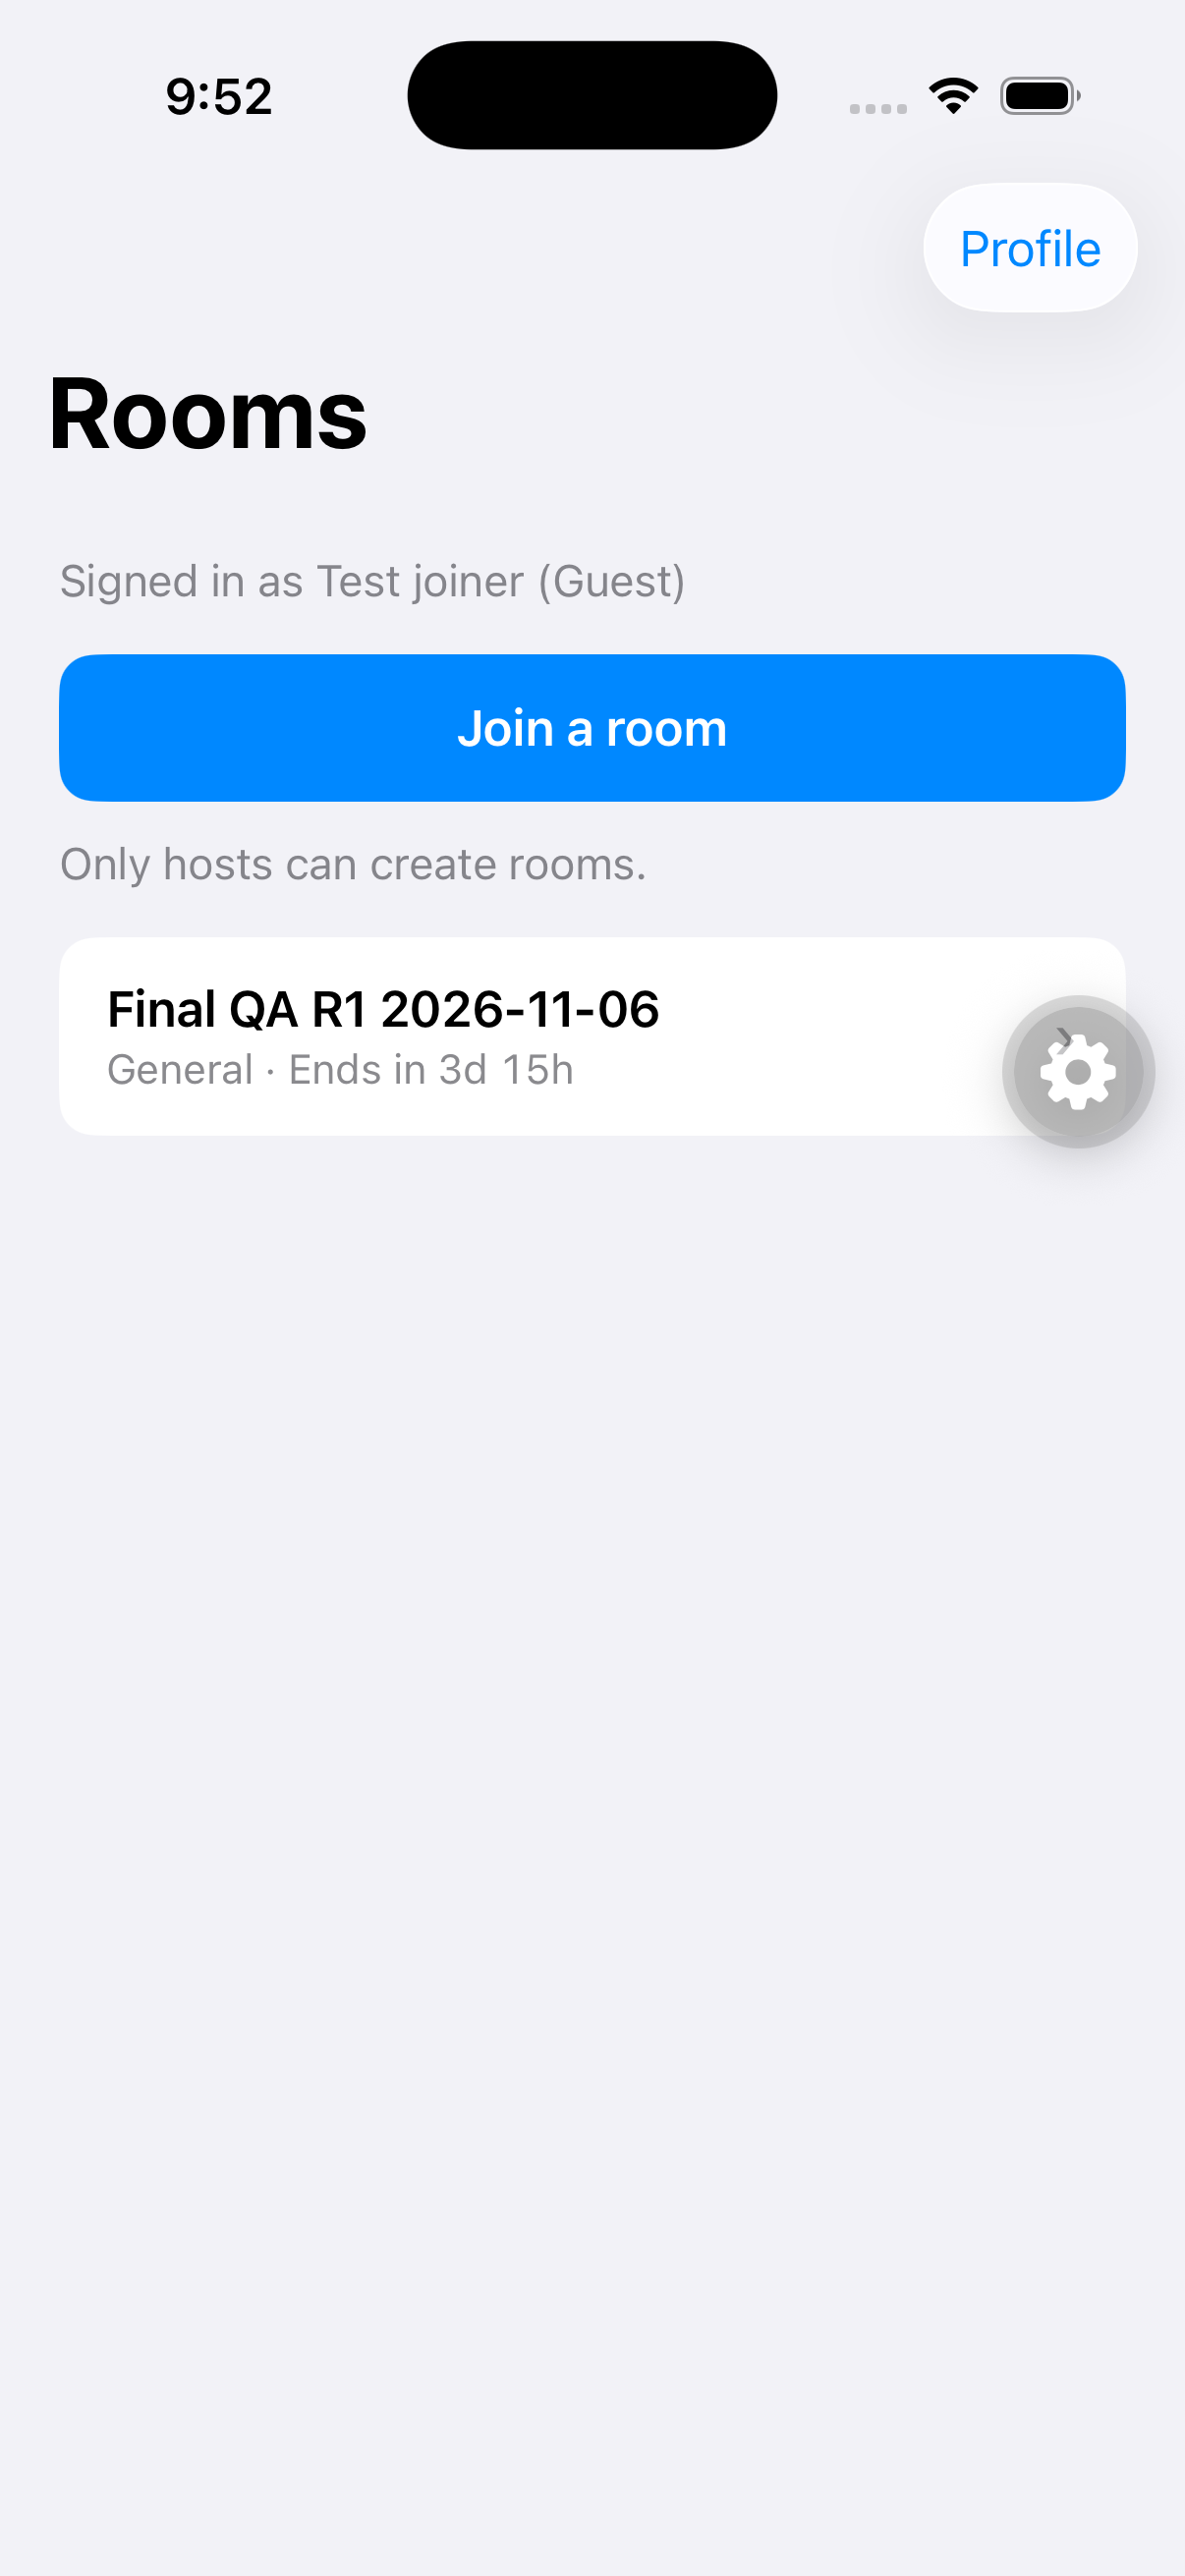 9:52
Profile
Rooms
Signed in as Test joiner (Guest)
Join a room
Only hosts can create rooms.
Final QA R1 2026-11-06
General · Ends in 3d 15h